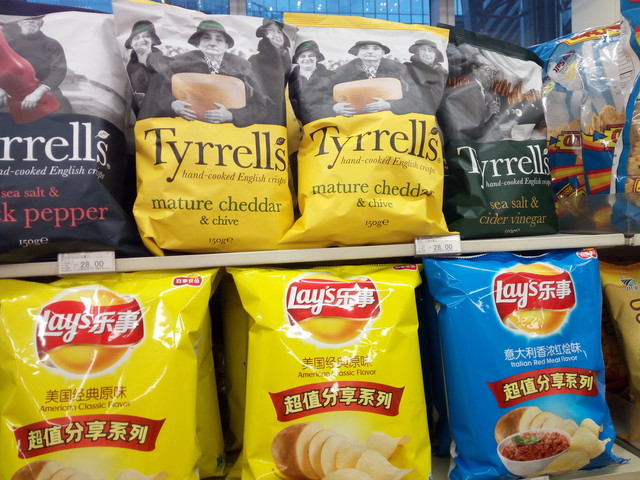 rrells
sea salt &
ck pepper
150g e
Tyrrells
hand-cooked English crisps
mature cheddar
& chive
150g e
Tyrrells
hand-cooked English crisps
mature cheddar
& chive
150g e
Tyrrells
hand-cooked English crisps
sea salt &
cider vinegar
28.00
28.00
百事食品
Lay's乐事
美国经典原味
American Classic Flavor
超值分享系列
Lay's乐事
美国经典原味
American Classic Flavor
超值分享系列
Lay's乐事
意大利香浓红烩味
Italian Red Meat Flavor
超值分享系列